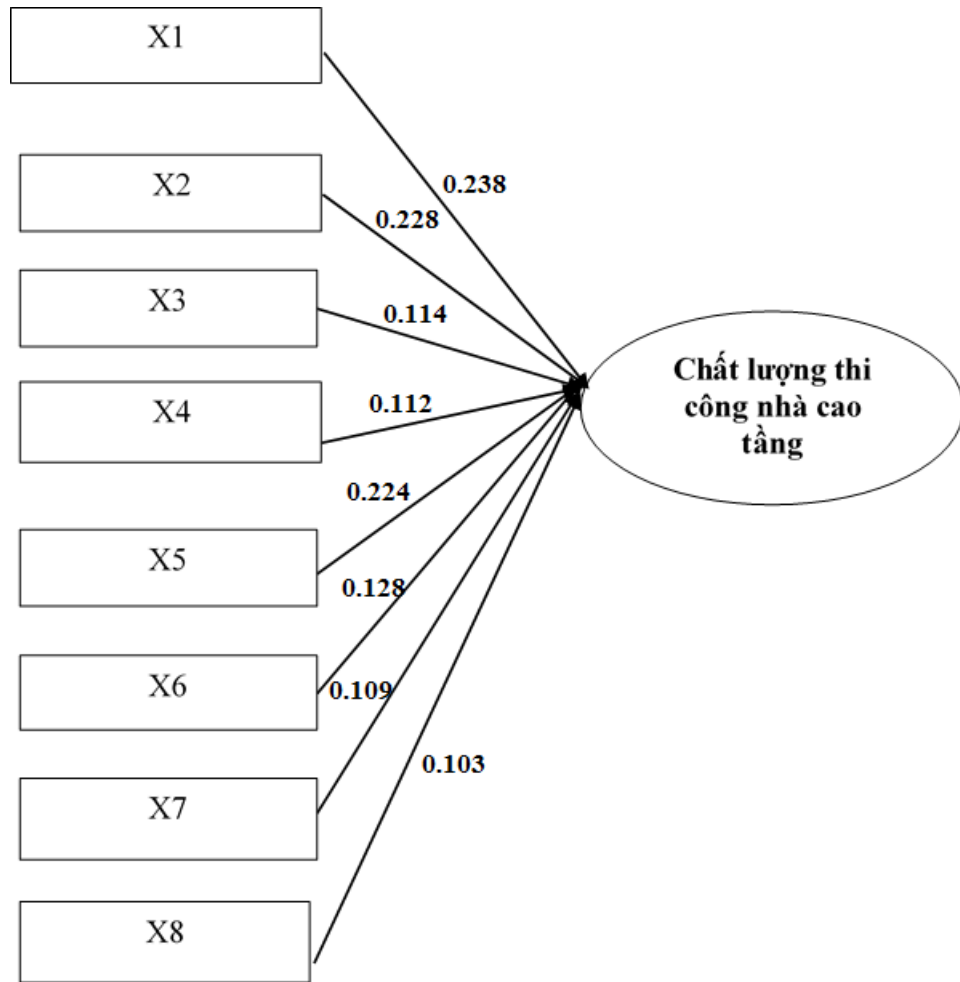 X1
0.238
X2
0.228
X3
0.114
Chất lượng thi
công nhà cao
tầng
X4
0.112
0.224
X5
0.128
X6
0.109
0.103
X7
X8